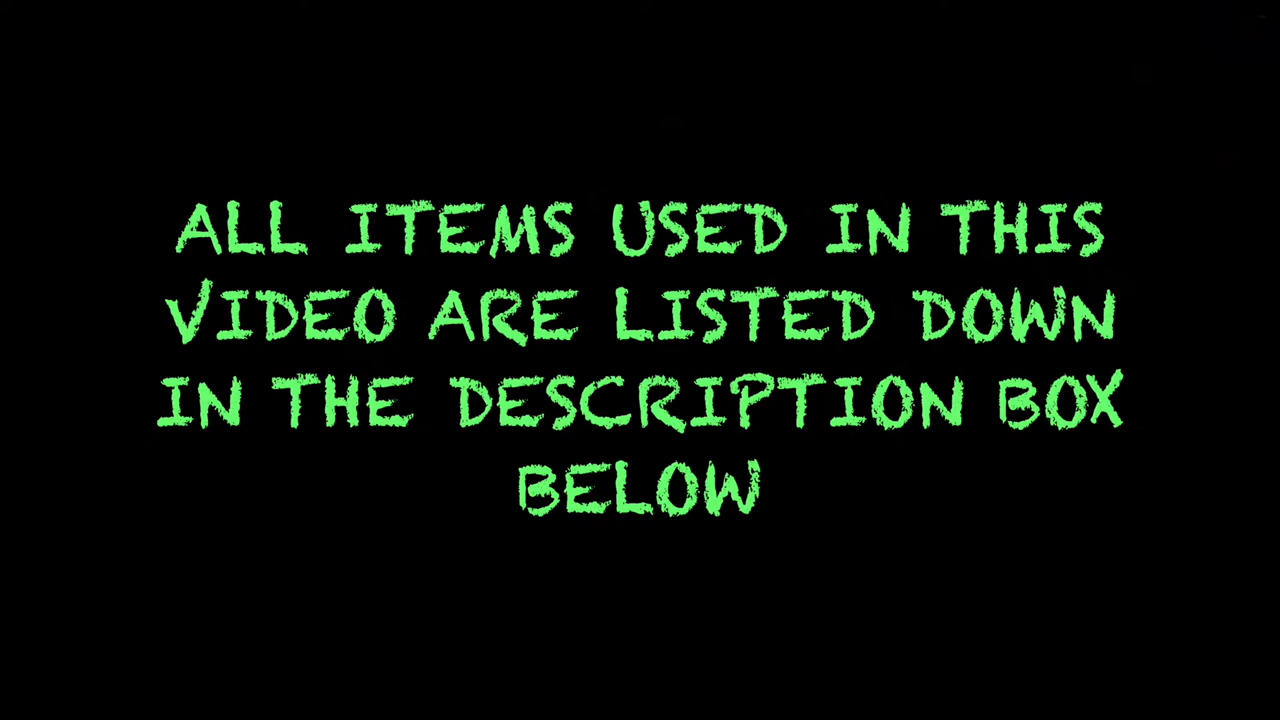 ALL ITEMS USED IN THIS
VIDEO ARE LISTED DOWN
IN THE DESCRIPTION BOX
BELOW